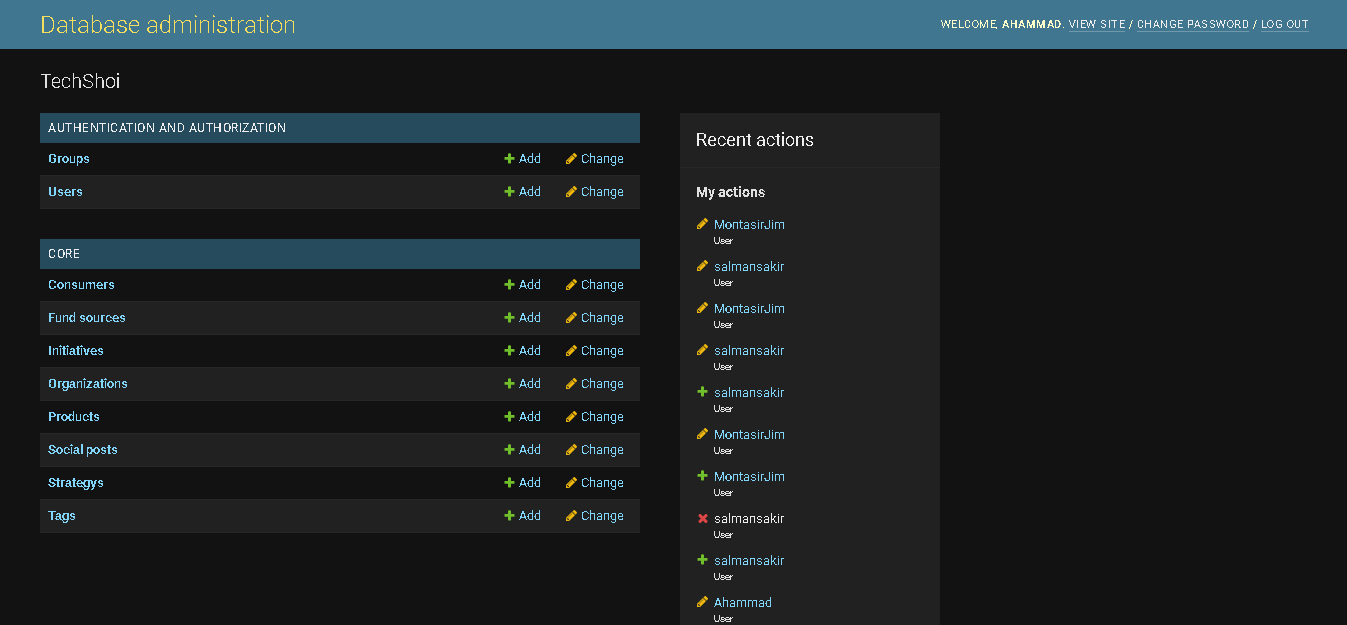 Database administration
WELCOME, AHAMMAD. VIEW SITE / CHANGE PASSWORD / LOG OUT
TechShoi
AUTHENTICATION AND AUTHORIZATION
Groups Add Change
Users Add Change
CORE
Consumers Add Change
Fund sources Add Change
Initiatives Add Change
Organizations Add Change
Products Add Change
Social posts Add Change
Strategys Add Change
Tags Add Change
Recent actions
My actions
MontasirJim
User
salmansakir
User
MontasirJim
User
salmansakir
User
salmansakir
User
MontasirJim
User
MontasirJim
User
salmansakir
User
salmansakir
User
Ahammad
User